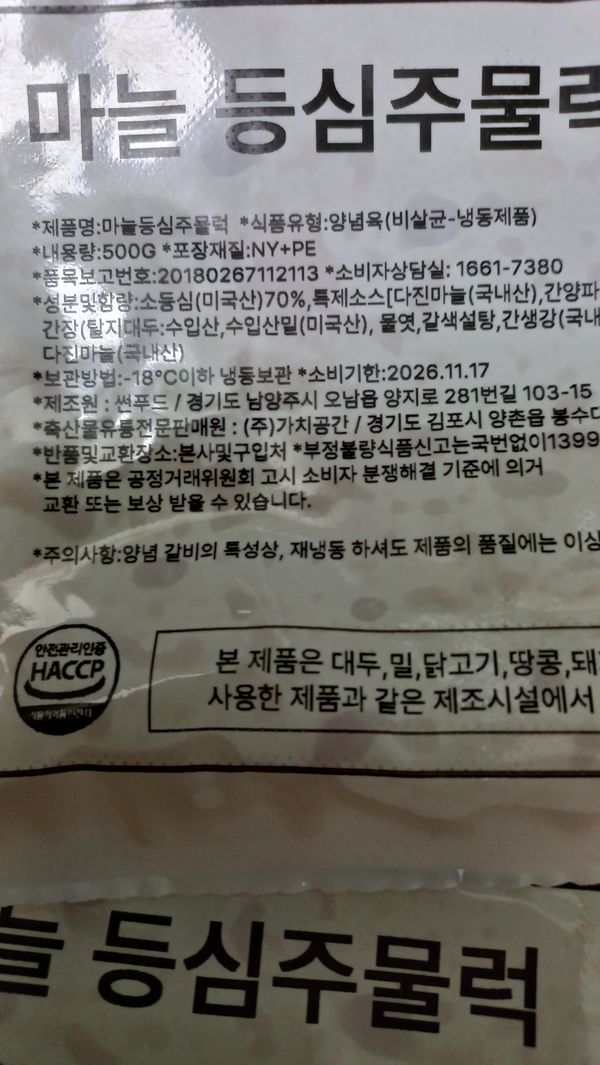 마늘 등심주물럭
*제품명:마늘등심주물럭 *식품유형:양념육(비살균-냉동제품)
*내용량:500G *포장재질:NY+PE
*품목보고번호:20180267112113 *소비자상담실: 1661-7380
*성분및함량:소등심(미국산)70%,특제소스[다진마늘(국내산),간양파
간장(탈지대두:수입산,수입산밀(미국산), 물엿,갈색설탕,간생강(국내
다진마늘(국내산)
*보관방법:-18°C이하 냉동보관 *소비기한:2026.11.17
*제조원 : 썬푸드 / 경기도 남양주시 오남읍 양지로 281번길 103-15
*축산물유통전문판매원 : (주)가치공간 / 경기도 김포시 양촌읍 봉수대
*반품및교환장소:본사및구입처 *부정불량식품신고는국번없이1399
*본 제품은 공정거래위원회 고시 소비자 분쟁해결 기준에 의거
교환 또는 보상 받을 수 있습니다.
*주의사항:양념 갈비의 특성상, 재냉동 하셔도 제품의 품질에는 이상
안전관리인증
HACCP
본 제품은 대두,밀,닭고기,땅콩,돼
사용한 제품과 같은 제조시설에서
늘 등심주물럭